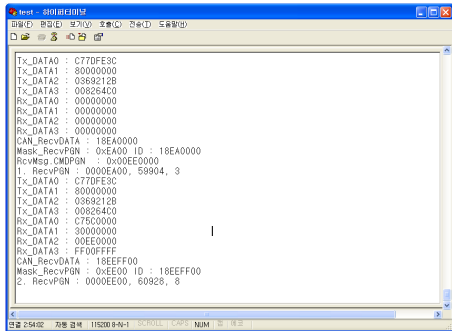 test - 하이퍼터미널
파일(F) 편집(E) 보기(V) 호출(C) 전송(T) 도움말(H)
Tx_DATA0 : C77DFE3C
Tx_DATA1 : 80000000
Tx_DATA2 : 0369212B
Tx_DATA3 : 008264C0
Rx_DATA0 : 00000000
Rx_DATA1 : 00000000
Rx_DATA2 : 00000000
Rx_DATA3 : 00000000
CAN_RecvDATA : 18EA0000
Mask_RecvPGN : 0xEA00 ID : 18EA0000
RcvMsg.CMDPGN : 0x00EE0000
1. RecvPGN : 0000EA00, 59904, 3
Tx_DATA0 : C77DFE3C
Tx_DATA1 : 80000000
Tx_DATA2 : 0369212B
Tx_DATA3 : 008264C0
Rx_DATA0 : C75C0000
Rx_DATA1 : 30000000
Rx_DATA2 : 00EE0000
Rx_DATA3 : FF00FFFF
CAN_RecvDATA : 18EEFF00
Mask_RecvPGN : 0xEE00 ID : 18EEFF00
2. RecvPGN : 0000EE00, 60928, 8
연결 2:54:02 자동 검색 115200 8-N-1 SCROLL CAPS NUM 캡 에코